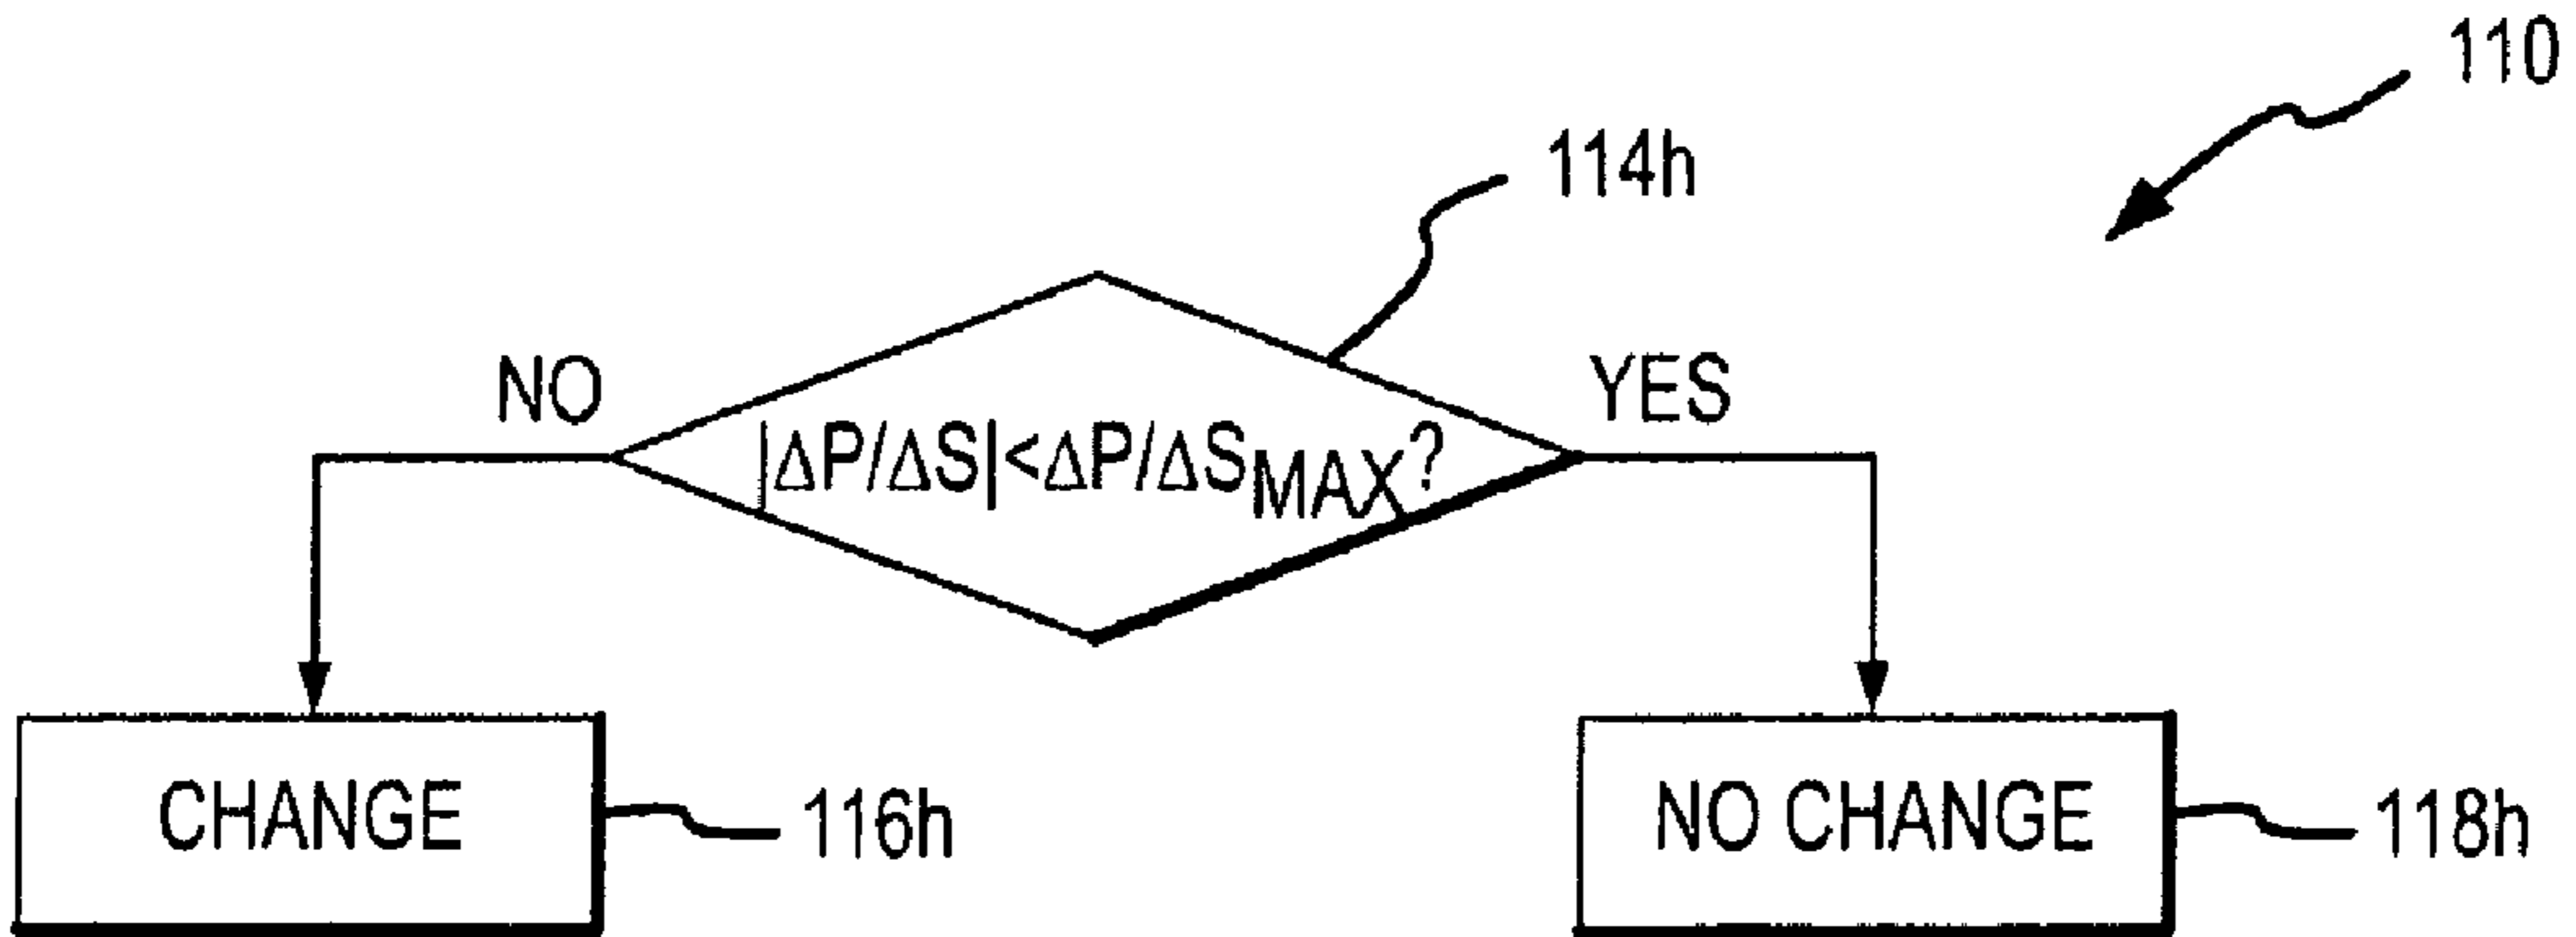 110
114h
NO
YES
|ΔP/ΔS|<ΔP/ΔSMAX?
CHANGE
116h
NO CHANGE
118h